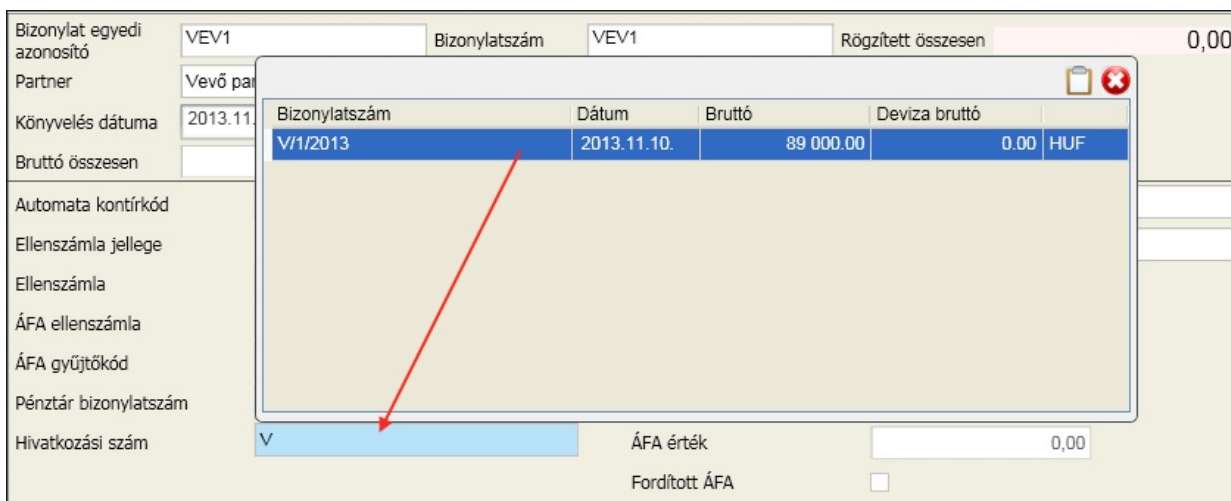 Bizonylat egyedi azonosító VEV1 Bizonylatszám VEV1 Rögzített összesen 0,00
Partner Vevő par
Könyvelés dátuma 2013.11.
Bruttó összesen
Bizonylatszám Dátum Bruttó Deviza bruttó
V/1/2013 2013.11.10. 89 000.00 0.00 HUF
Automata kontírkód
Ellenszámla jellege
Ellenszámla
ÁFA ellenszámla
ÁFA gyűjtőkód
Pénztár bizonylatszám
Hivatkozási szám V ÁFA érték 0,00
Fordított ÁFA